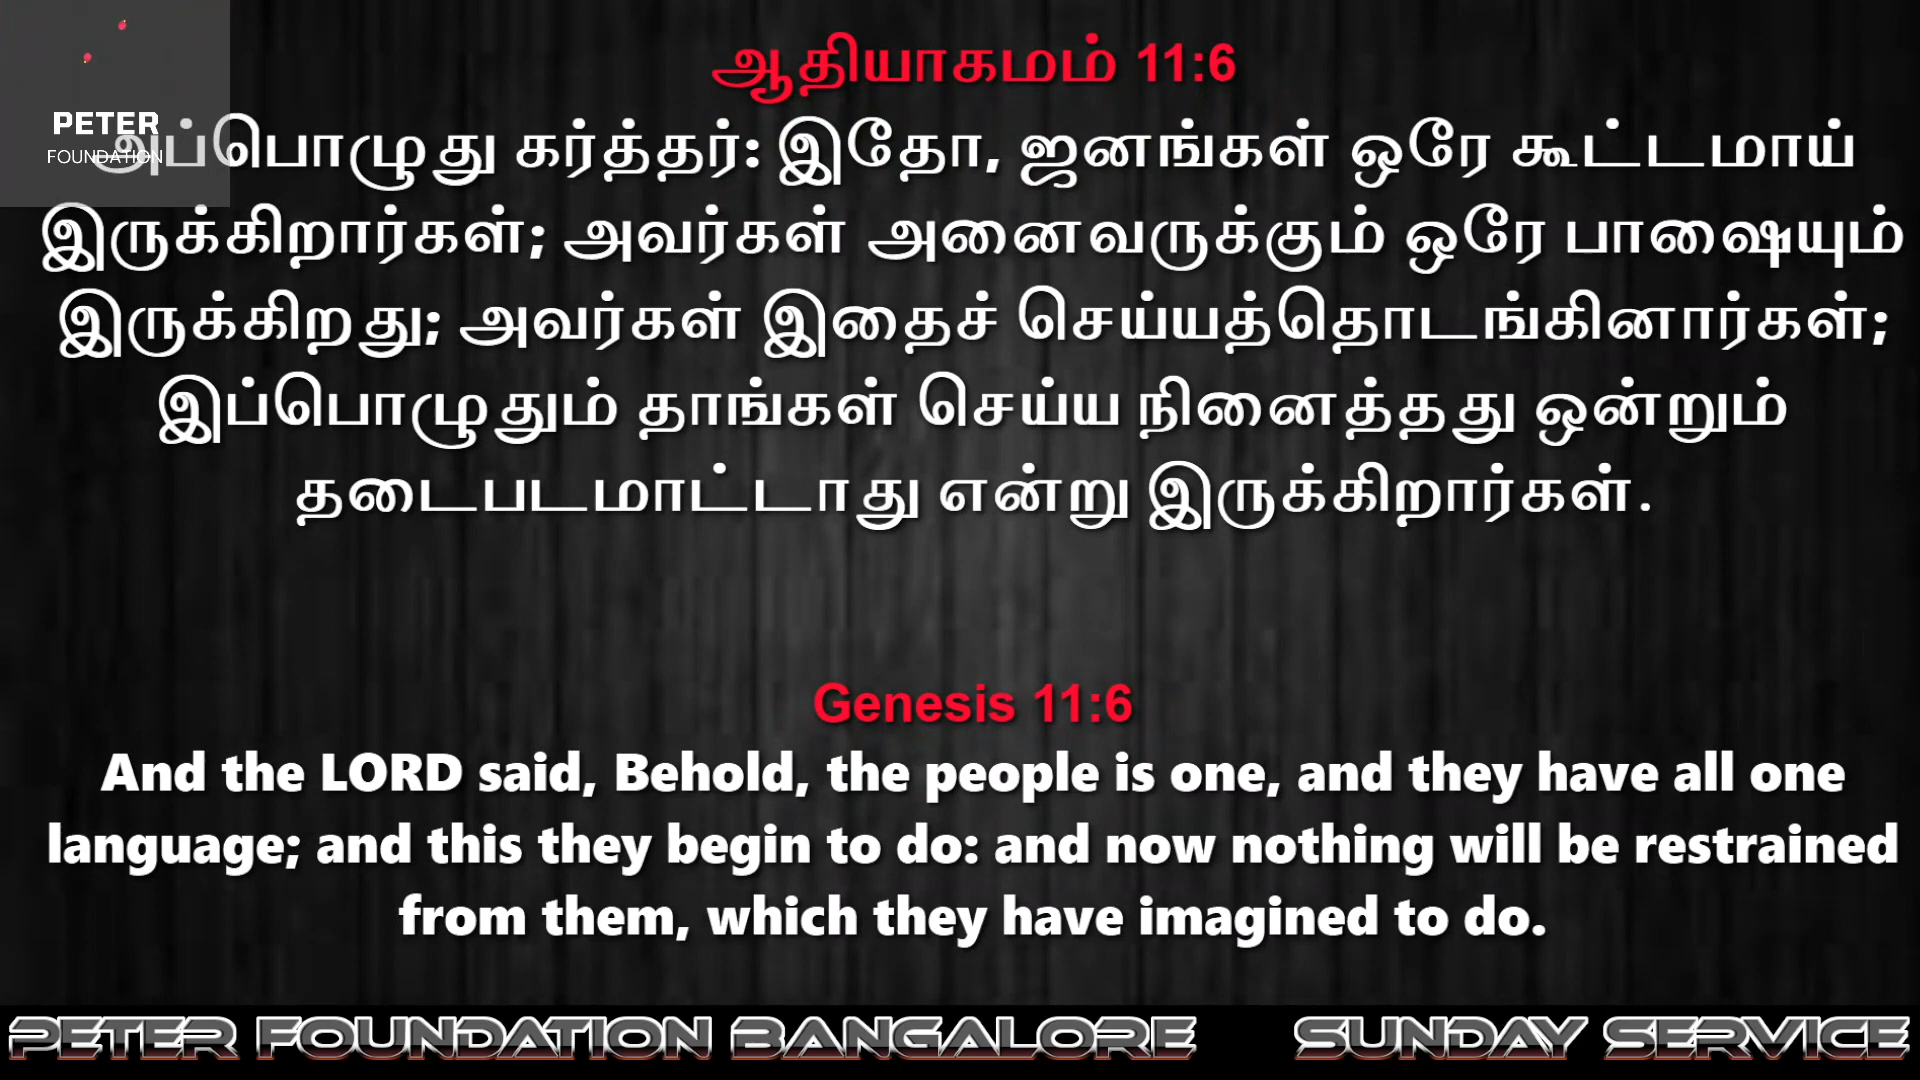 ஆதியாகமம் 11:6
PETER
FOUNDATION
அப்பொழுது கர்த்தர்: இதோ, ஜனங்கள் ஒரே கூட்டமாய்
இருக்கிறார்கள்; அவர்கள் அனைவருக்கும் ஒரே பாஷையும்
இருக்கிறது; அவர்கள் இதைச் செய்யத்தொடங்கினார்கள்;
இப்பொழுதும் தாங்கள் செய்ய நினைத்தது ஒன்றும்
தடைபடமாட்டாது என்று இருக்கிறார்கள்.
Genesis 11:6
And the LORD said, Behold, the people is one, and they have all one
language; and this they begin to do: and now nothing will be restrained
from them, which they have imagined to do.
PETER FOUNDATION BANGALORE SUNDAY SERVICE